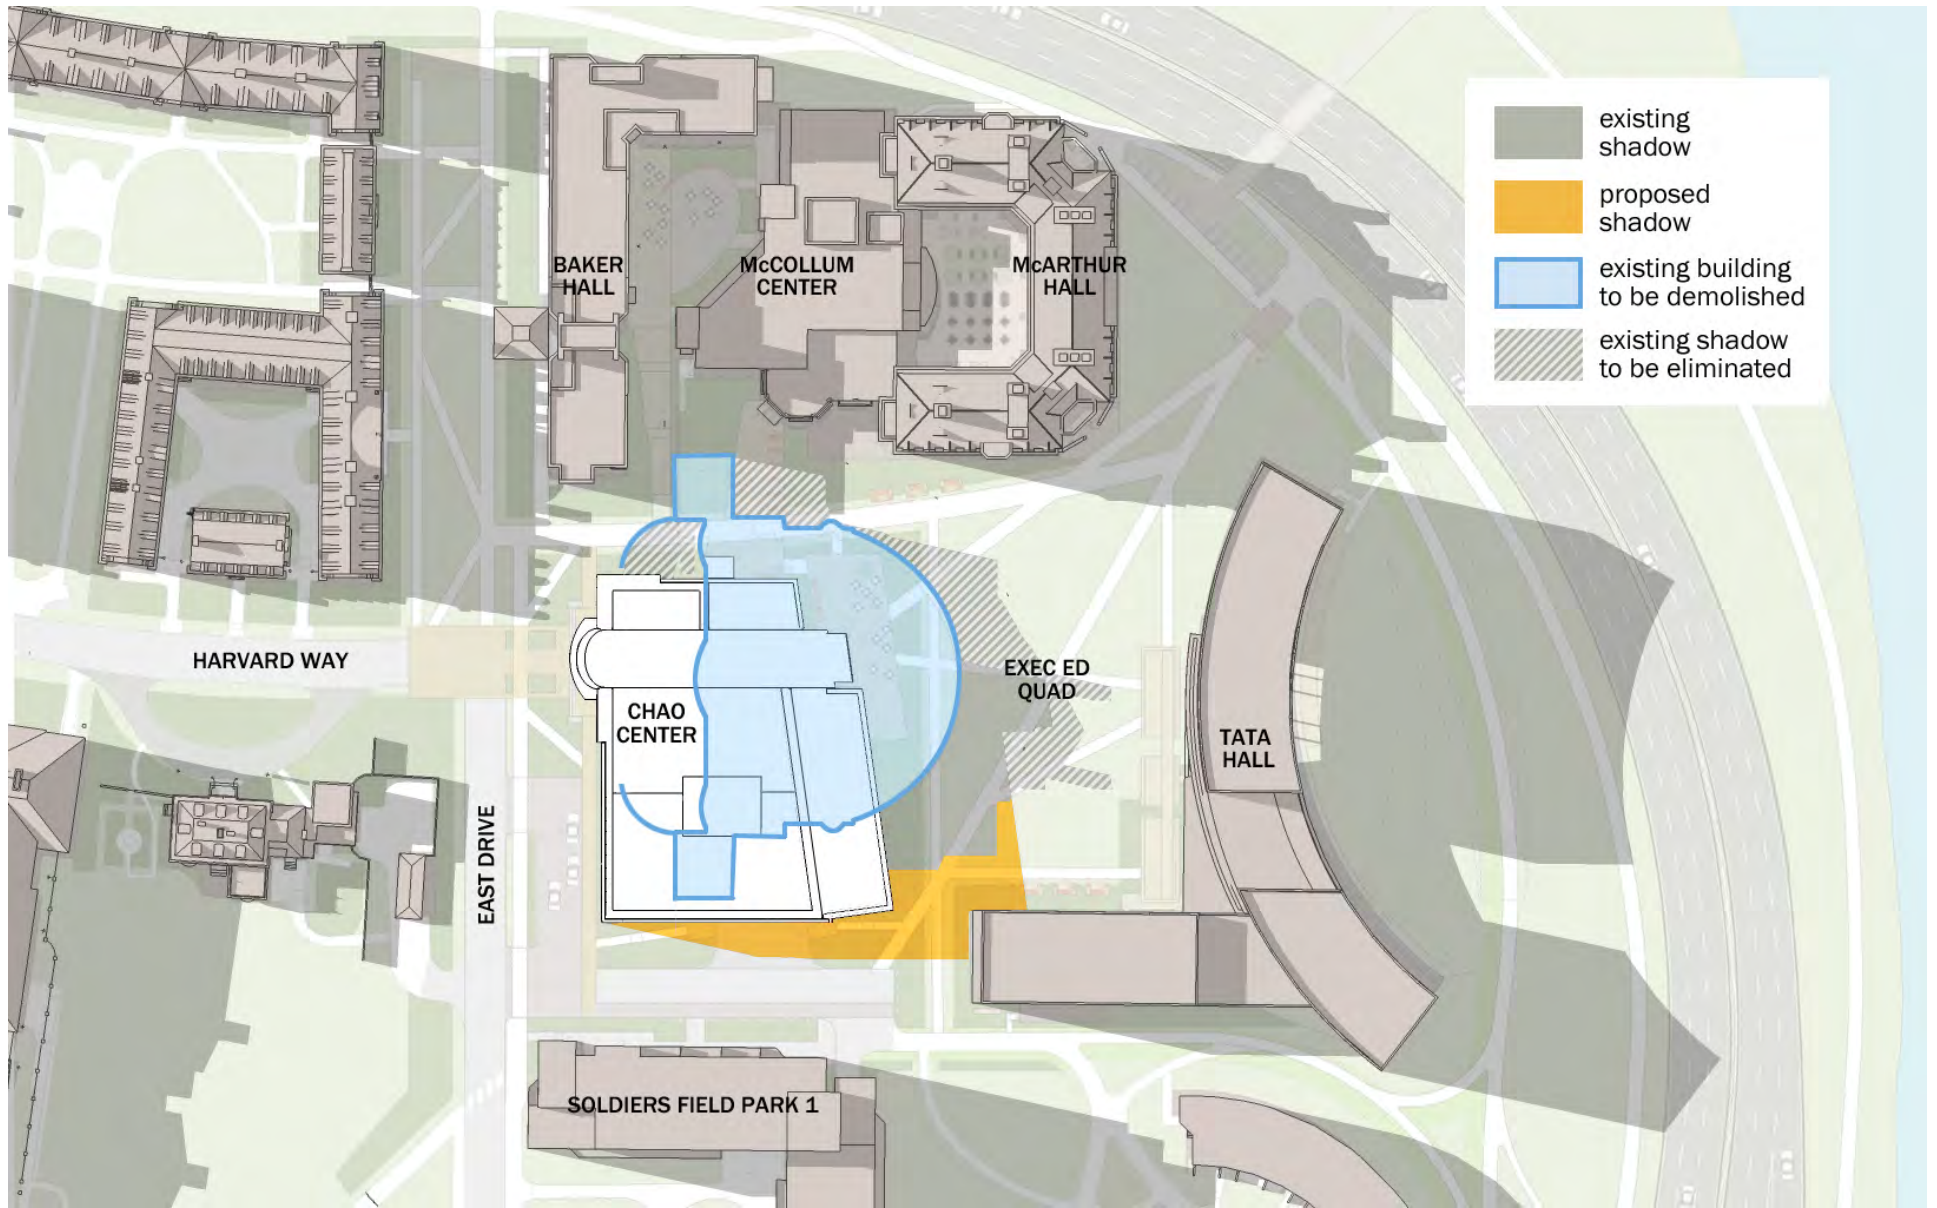 existing
shadow
proposed
shadow
existing building
to be demolished
existing shadow
to be eliminated
BAKER
HALL
McCOLLUM
CENTER
McARTHUR
HALL
HARVARD WAY
EXEC ED
QUAD
CHAO
CENTER
TATA
HALL
EAST DRIVE
SOLDIERS FIELD PARK 1